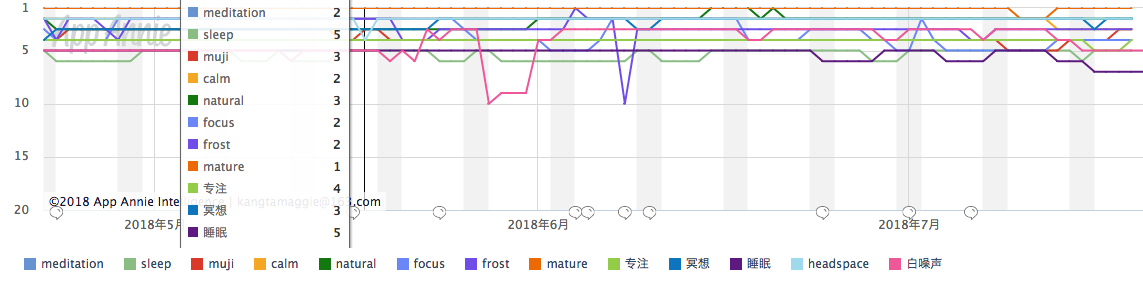 1
5
10
15
20
App Annie
meditation 2
sleep 5
muji 3
calm 2
natural 3
focus 2
frost 2
mature 1
专注 4
冥想 3
睡眠 5
©2018 App Annie Inte gence | kangtamaggie@163.com
2018年5月 2018年6月 2018年7月
meditation sleep muji calm natural focus frost mature 专注 冥想 睡眠 headspace 白噪声